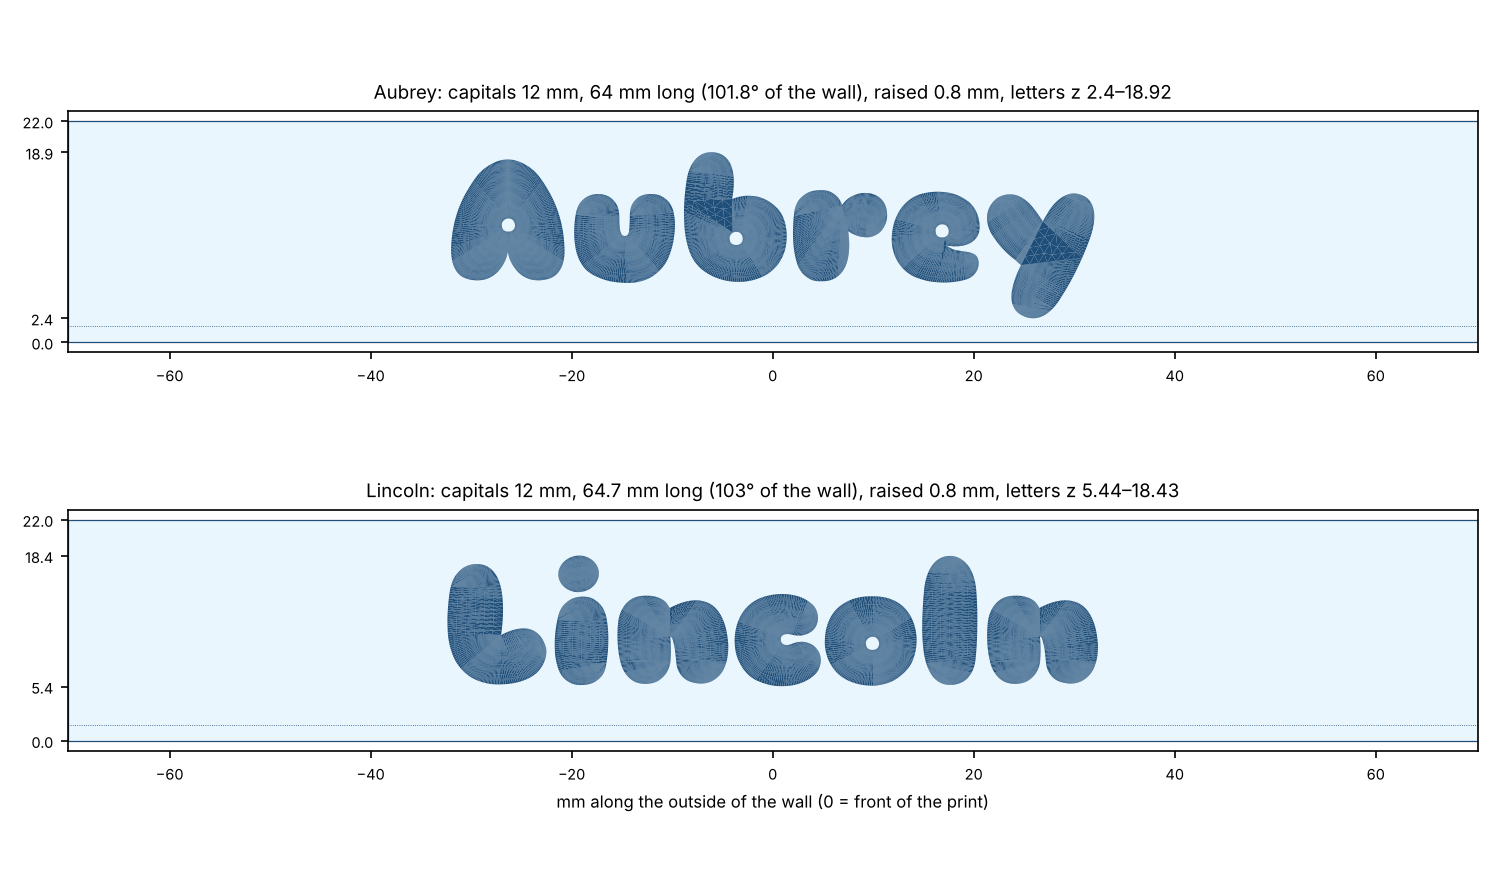 Aubrey: capitals 12 mm, 64 mm long (101.8° of the wall), raised 0.8 mm, letters z 2.4–18.92
22.0
18.9
Aubrey
2.4
0.0
−60 −40 −20 0 20 40 60
Lincoln: capitals 12 mm, 64.7 mm long (103° of the wall), raised 0.8 mm, letters z 5.44–18.43
22.0
18.4
Lincoln
5.4
0.0
−60 −40 −20 0 20 40 60
mm along the outside of the wall (0 = front of the print)